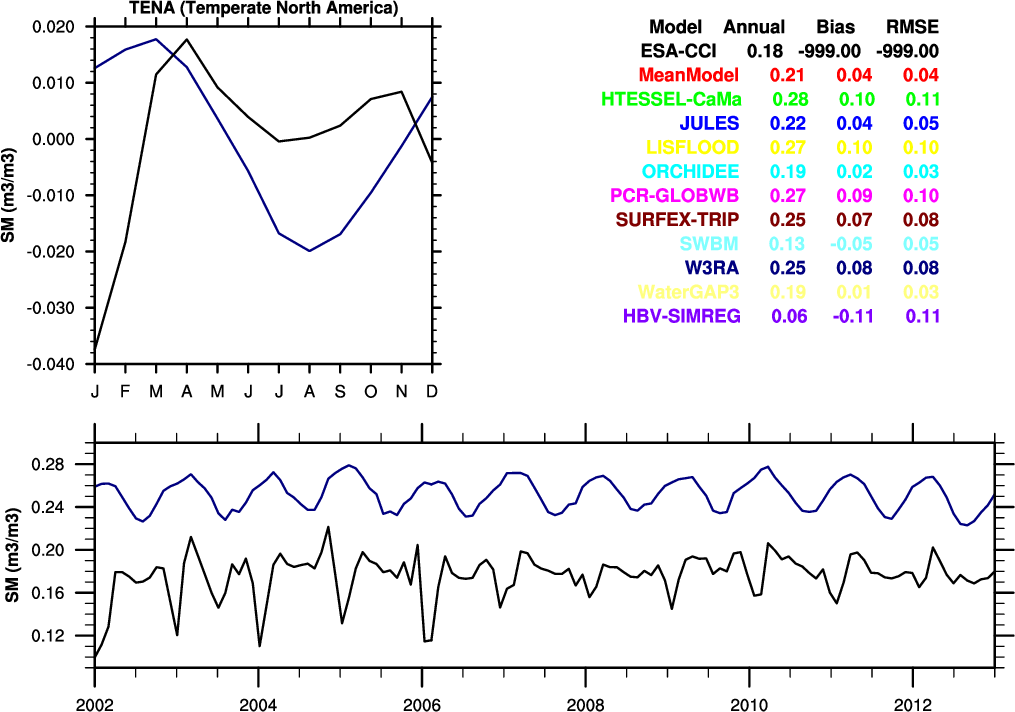 TENA (Temperate North America)
0.020
0.010
0.000
-0.010
-0.020
-0.030
-0.040
SM (m3/m3)
J F M A M J J A S O N D
Model Annual Bias RMSE
ESA-CCI 0.18 -999.00 -999.00
MeanModel 0.21 0.04 0.04
HTESSEL-CaMa 0.28 0.10 0.11
JULES 0.22 0.04 0.05
LISFLOOD 0.27 0.10 0.10
ORCHIDEE 0.19 0.02 0.03
PCR-GLOBWB 0.27 0.09 0.10
SURFEX-TRIP 0.25 0.07 0.08
SWBM 0.13 -0.05 0.05
W3RA 0.25 0.08 0.08
WaterGAP3 0.19 0.01 0.03
HBV-SIMREG 0.06 -0.11 0.11
0.28
0.24
0.20
0.16
0.12
SM (m3/m3)
2002 2004 2006 2008 2010 2012